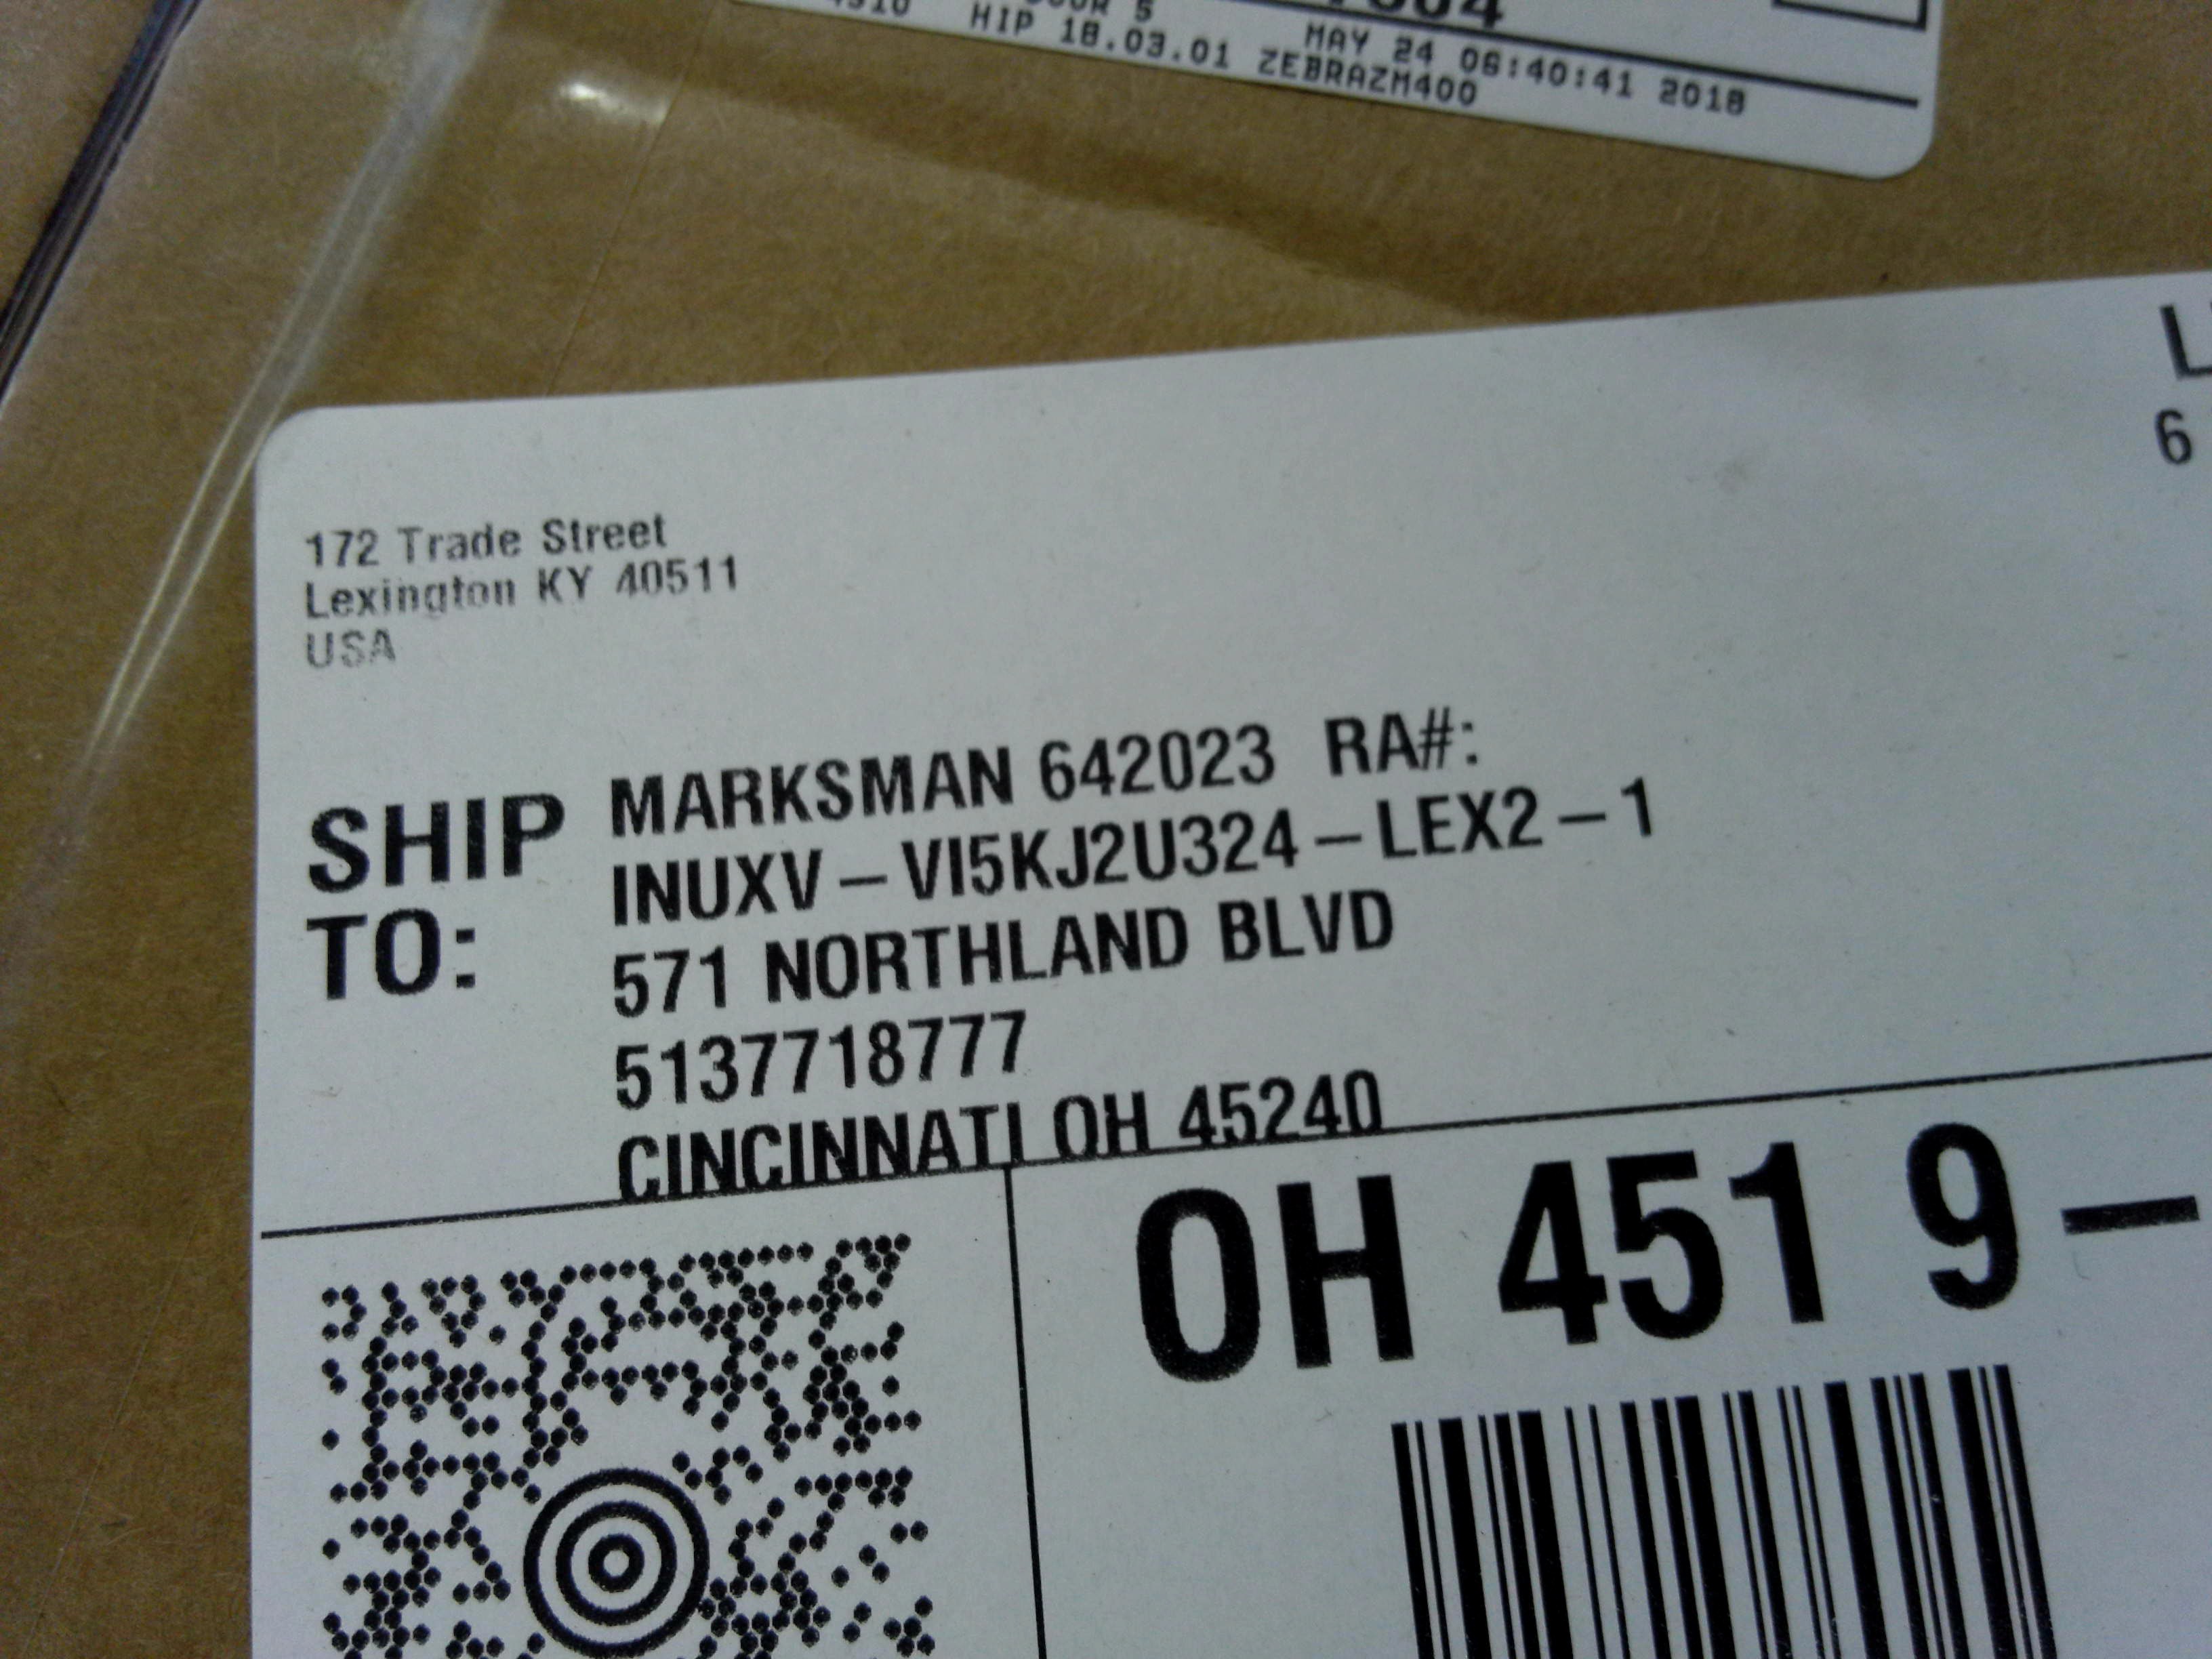 HIP 18.03.01 ZEBRAZM400
MAY 24 06:40:41 2018
172 Trade Street
Lexington KY 40511
USA
SHIP TO:
MARKSMAN 642023 RA#:
INUXV-VI5KJ2U324-LEX2-1
571 NORTHLAND BLVD
5137718777
CINCINNATI OH 45240
L
6
OH 451 9-